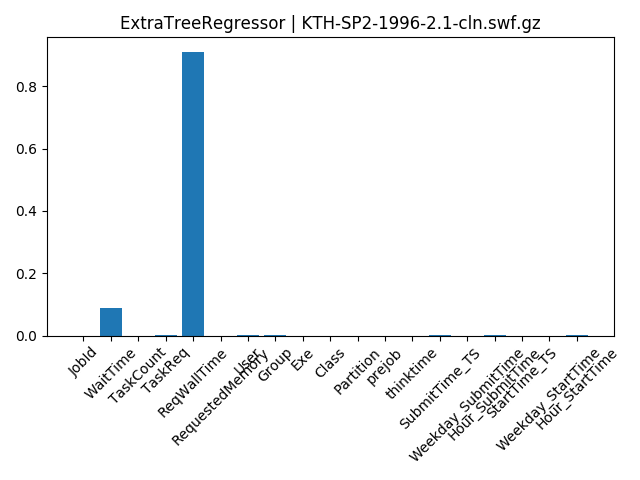 ExtraTreeRegressor | KTH-SP2-1996-2.1-cln.swf.gz
0.8
0.6
0.4
0.2
0.0
JobId
WaitTime
TaskCount
TaskReq
ReqWallTime
RequestedMemory
User
Group
Exe
Class
Partition
prejob
thinktime
SubmitTime_TS
Weekday_SubmitTime
Hour_SubmitTime
StartTime_TS
Weekday_StartTime
Hour_StartTime